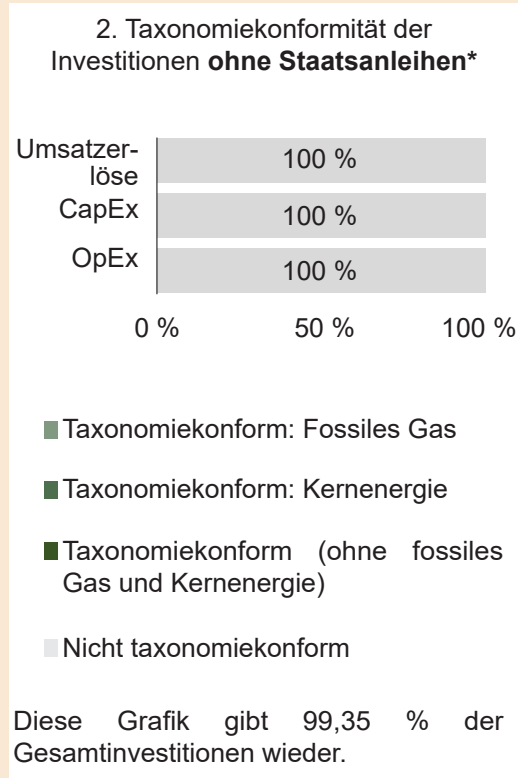 2. Taxonomiekonformität der
Investitionen ohne Staatsanleihen*
Umsatzer-
löse
100 %
CapEx
100 %
OpEx
100 %
0 % 50 % 100 %
Taxonomiekonform: Fossiles Gas
Taxonomiekonform: Kernenergie
Taxonomiekonform (ohne fossiles
Gas und Kernenergie)
Nicht taxonomiekonform
Diese Grafik gibt 99,35 % der
Gesamtinvestitionen wieder.